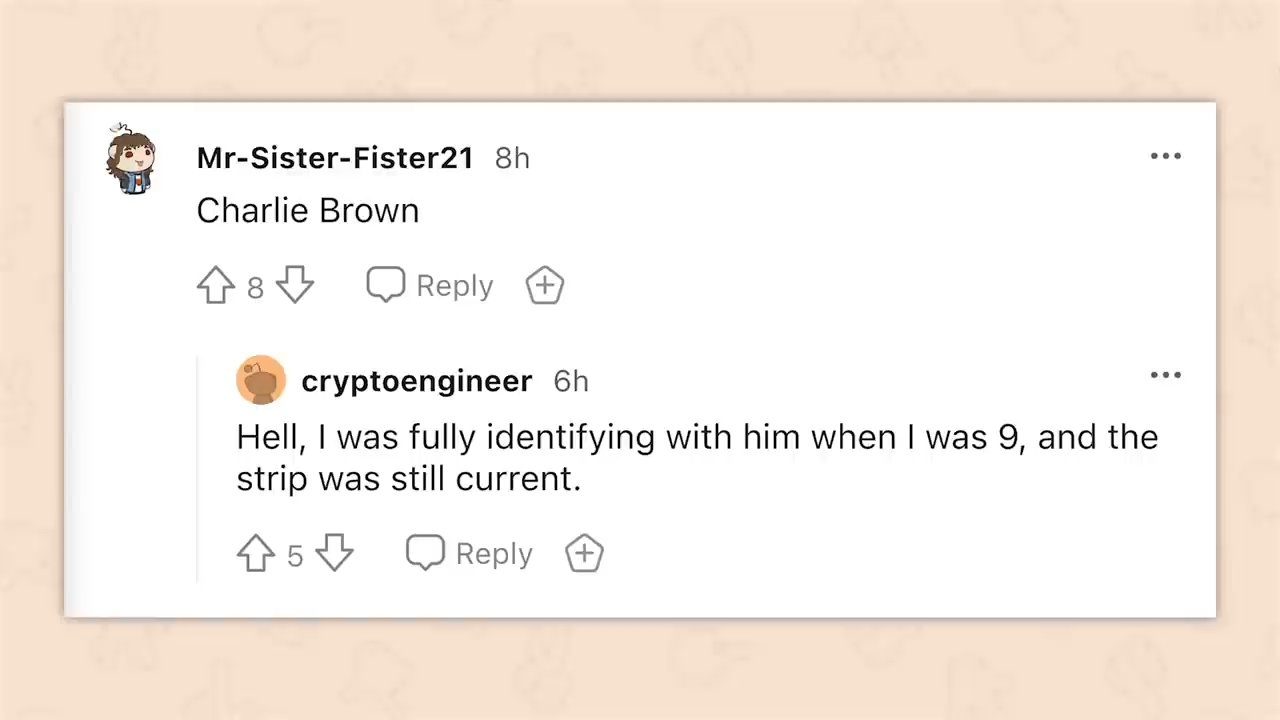 Mr-Sister-Fister21 8h
Charlie Brown
8 Reply
cryptoengineer 6h
Hell, I was fully identifying with him when I was 9, and the
strip was still current.
5 Reply